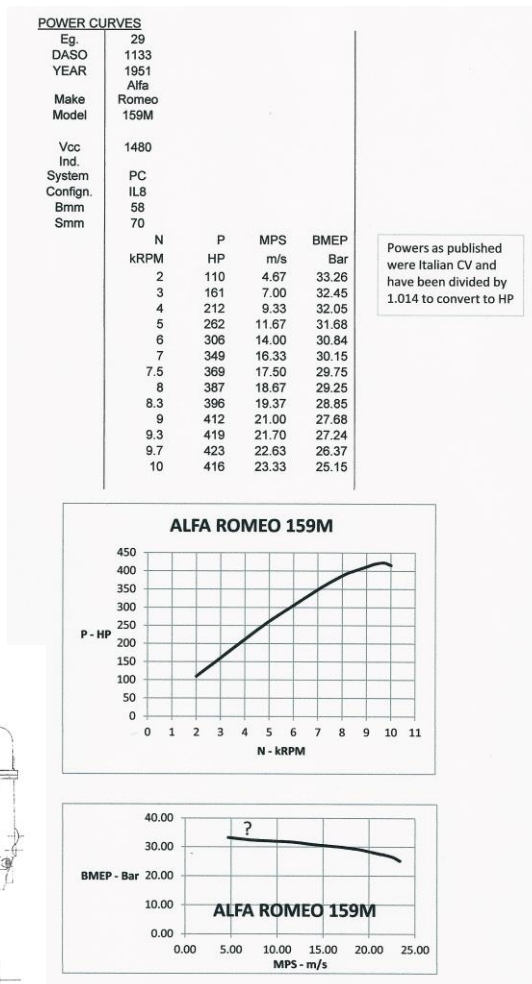 POWER CURVES
Eg. 29
DASO 1133
YEAR 1951
Alfa
Make Romeo
Model 159M
Vcc 1480
Ind.
System PC
Confign. IL8
Bmm 58
Smm 70
N P MPS BMEP
kRPM HP m/s Bar
2 110 4.67 33.26
3 161 7.00 32.45
4 212 9.33 32.05
5 262 11.67 31.68
6 306 14.00 30.84
7 349 16.33 30.15
7.5 369 17.50 29.75
8 387 18.67 29.25
8.3 396 19.37 28.85
9 412 21.00 27.68
9.3 419 21.70 27.24
9.7 423 22.63 26.37
10 416 23.33 25.15
Powers as published
were Italian CV and
have been divided by
1.014 to convert to HP
ALFA ROMEO 159M
450
400
350
300
250
P - HP
200
150
100
50
0
0 1 2 3 4 5 6 7 8 9 10 11
N - kRPM
40.00
?
30.00
BMEP - Bar 20.00
10.00
ALFA ROMEO 159M
0.00
0.00 5.00 10.00 15.00 20.00 25.00
MPS - m/s